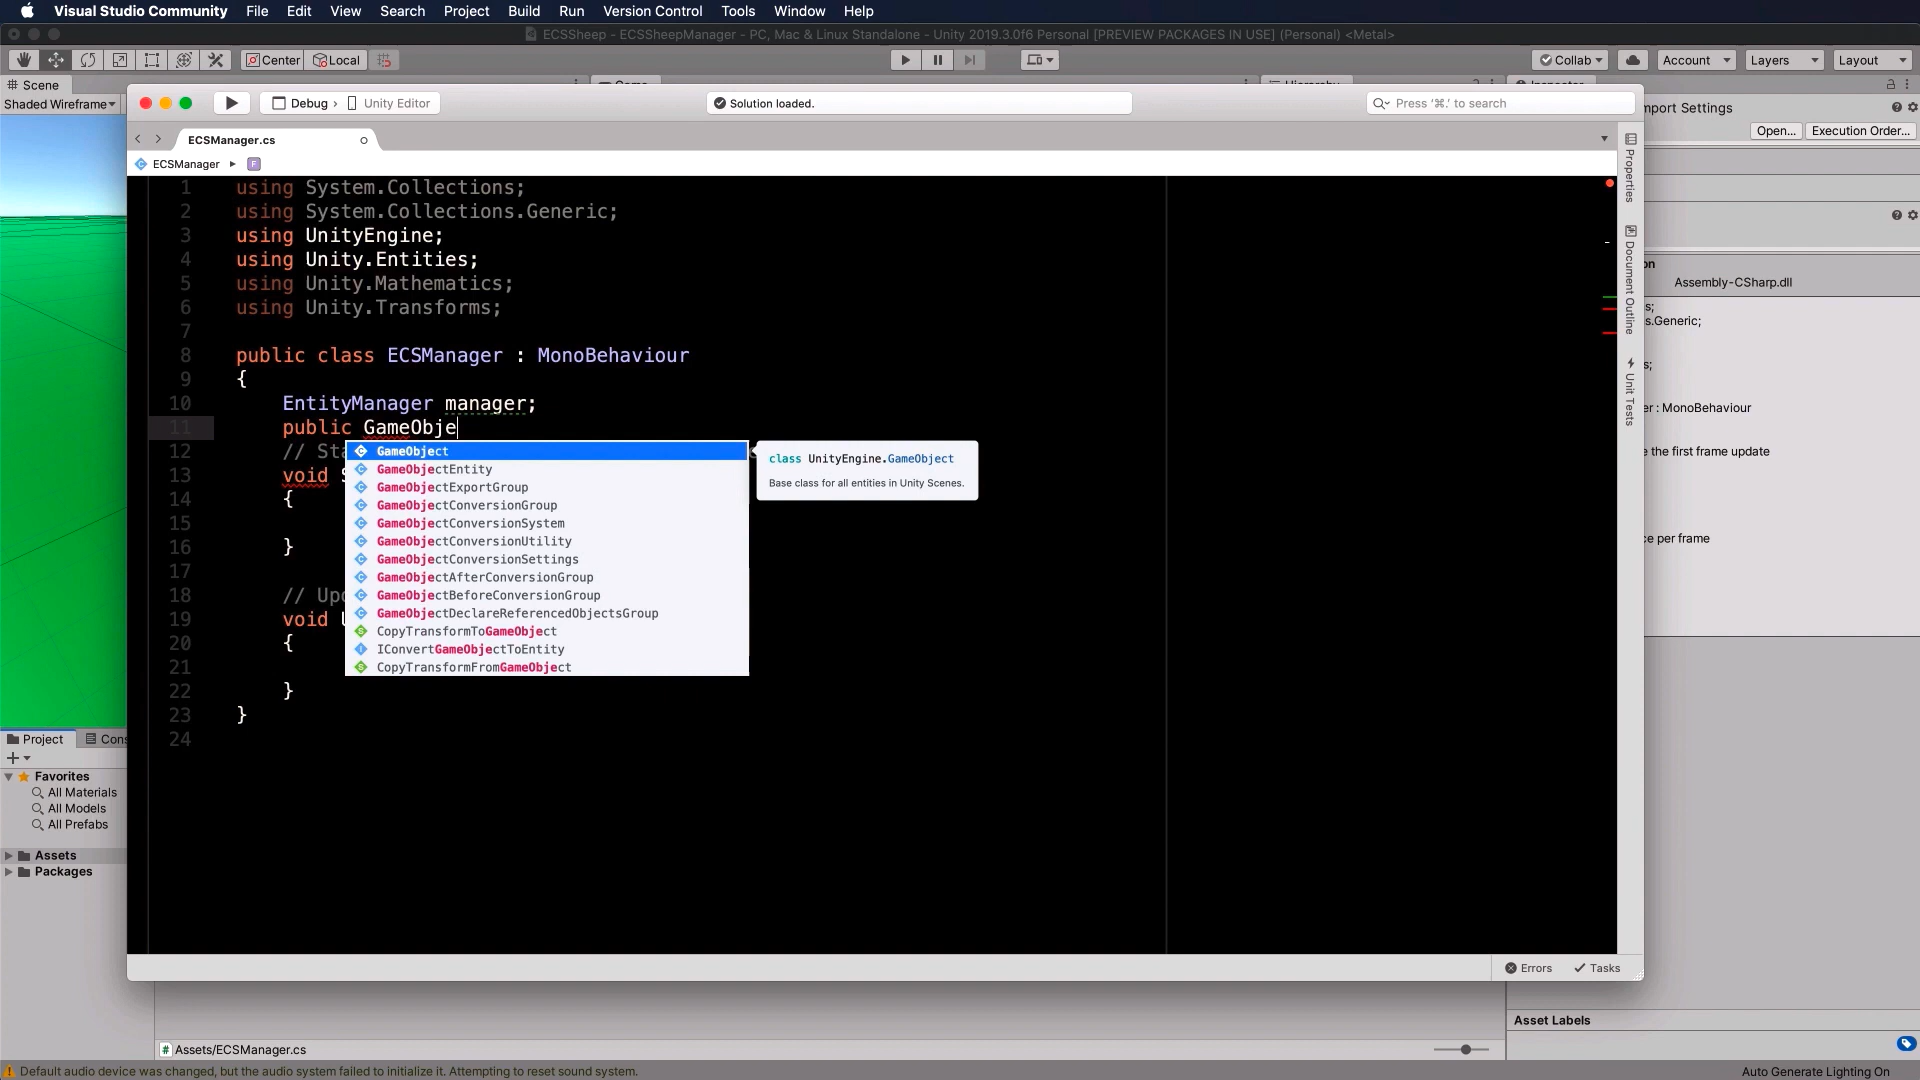 Visual Studio Community File Edit View Search Project Build Run Version Control Tools Window Help
ECSSheep - ECSSheepManager - PC, Mac & Linux Standalone - Unity 2019.3.0f6 Personal [PREVIEW PACKAGES IN USE] (Personal) <Metal>
Center Local Collab Account Layers Layout
Scene
Shaded Wireframe
Debug › Unity Editor
Solution loaded.
Press '⌘.' to search
mport Settings
Open... Execution Order...
ECSManager.cs
ECSManager
1 using System.Collections;
2 using System.Collections.Generic;
3 using UnityEngine;
4 using Unity.Entities;
5 using Unity.Mathematics;
6 using Unity.Transforms;
7
8 public class ECSManager : MonoBehaviour
9 {
10 EntityManager manager;
11 public GameObje
12 // Sta
13 void S
14 {
15
16 }
17
18 // Upd
19 void U
20 {
21
22 }
23 }
24
GameObject
GameObjectEntity
GameObjectExportGroup
GameObjectConversionGroup
GameObjectConversionSystem
GameObjectConversionUtility
GameObjectConversionSettings
GameObjectAfterConversionGroup
GameObjectBeforeConversionGroup
GameObjectDeclareReferencedObjectsGroup
CopyTransformToGameObject
IConvertGameObjectToEntity
CopyTransformFromGameObject
class UnityEngine.GameObject
Base class for all entities in Unity Scenes.
Properties
Document Outline
Unit Tests
on
Assembly-CSharp.dll
s;
s.Generic;
s;
er : MonoBehaviour
e the first frame update
ce per frame
Project Cons
Favorites
All Materials
All Models
All Prefabs
Assets
Packages
Errors Tasks
Asset Labels
Assets/ECSManager.cs
Default audio device was changed, but the audio system failed to initialize it. Attempting to reset sound system.
Auto Generate Lighting On